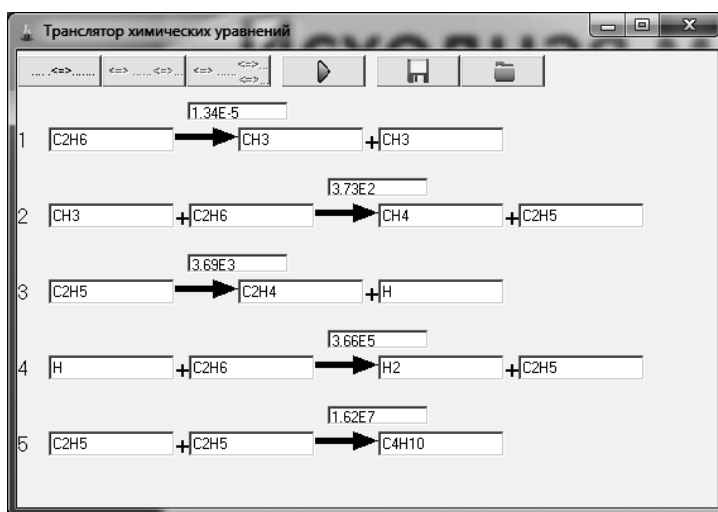 Транслятор химических уравнений
.... .<=>....... <=> ......<=>... <=> ...... <=>... <=>...
1.34E-5
1 C2H6 CH3 + CH3
3.73E2
2 CH3 + C2H6 CH4 + C2H5
3.69E3
3 C2H5 C2H4 + H
3.66E5
4 H + C2H6 H2 + C2H5
1.62E7
5 C2H5 + C2H5 C4H10